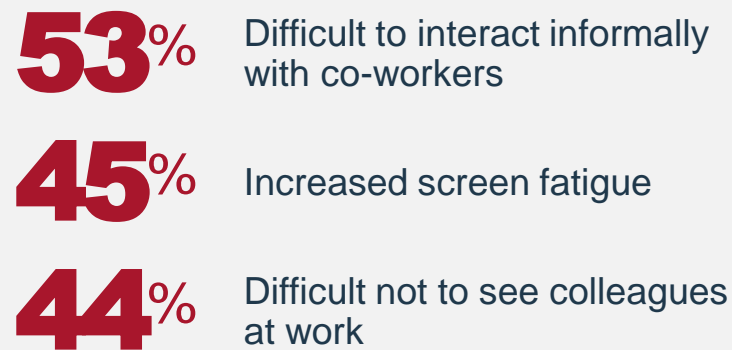 53% Difficult to interact informally
with co-workers
45% Increased screen fatigue
44% Difficult not to see colleagues
at work